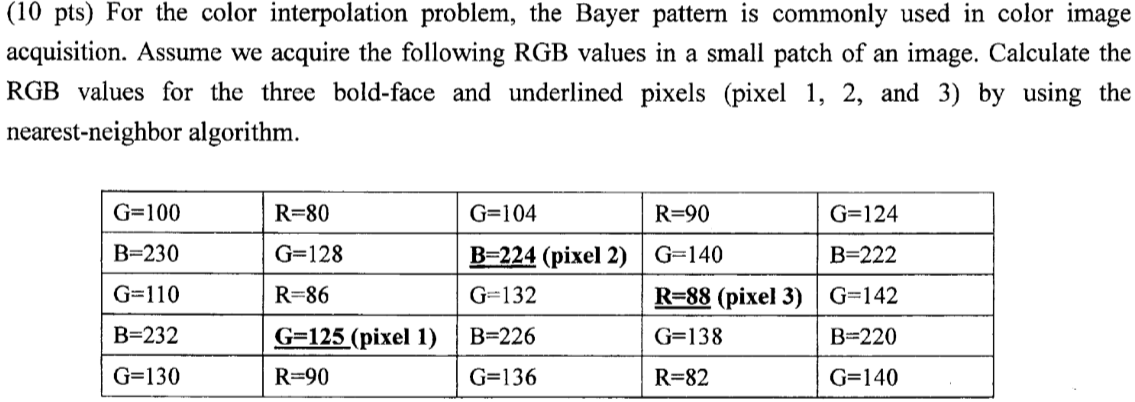 (10 pts) For the color interpolation problem, the Bayer pattern is commonly used in color image
acquisition. Assume we acquire the following RGB values in a small patch of an image. Calculate the
RGB values for the three bold-face and underlined pixels (pixel 1, 2, and 3) by using the
nearest-neighbor algorithm.
G=100 R=80 G=104 R=90 G=124
B=230 G=128 B=224 (pixel 2) G=140 B=222
G=110 R=86 G=132 R=88 (pixel 3) G=142
B=232 G=125 (pixel 1) B=226 G=138 B=220
G=130 R=90 G=136 R=82 G=140